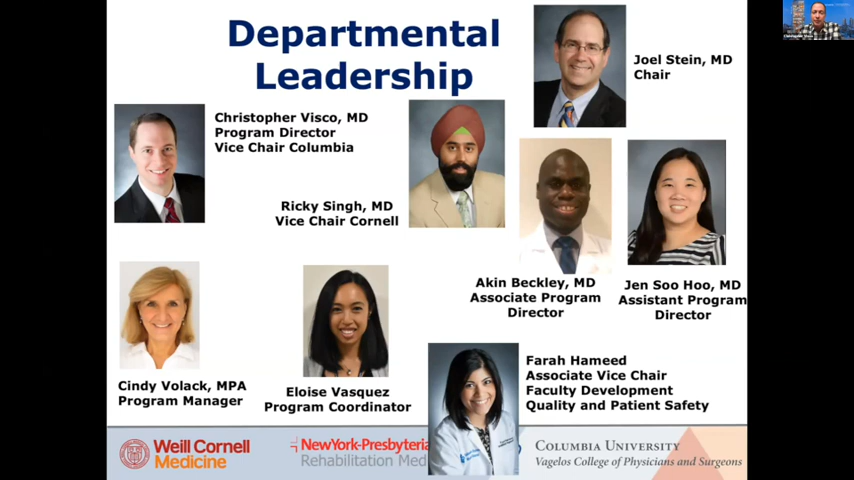 Departmental
Leadership
Joel Stein, MD
Chair
Christopher Visco, MD
Program Director
Vice Chair Columbia
Ricky Singh, MD
Vice Chair Cornell
Akin Beckley, MD
Associate Program
Director
Jen Soo Hoo, MD
Assistant Program
Director
Cindy Volack, MPA
Program Manager
Eloise Vasquez
Program Coordinator
Farah Hameed
Associate Vice Chair
Faculty Development
Quality and Patient Safety
Weill Cornell
Medicine
NewYork-Presbyteria
Rehabilitation Med
COLUMBIA UNIVERSITY
Vagelos College of Physicians and Surgeons